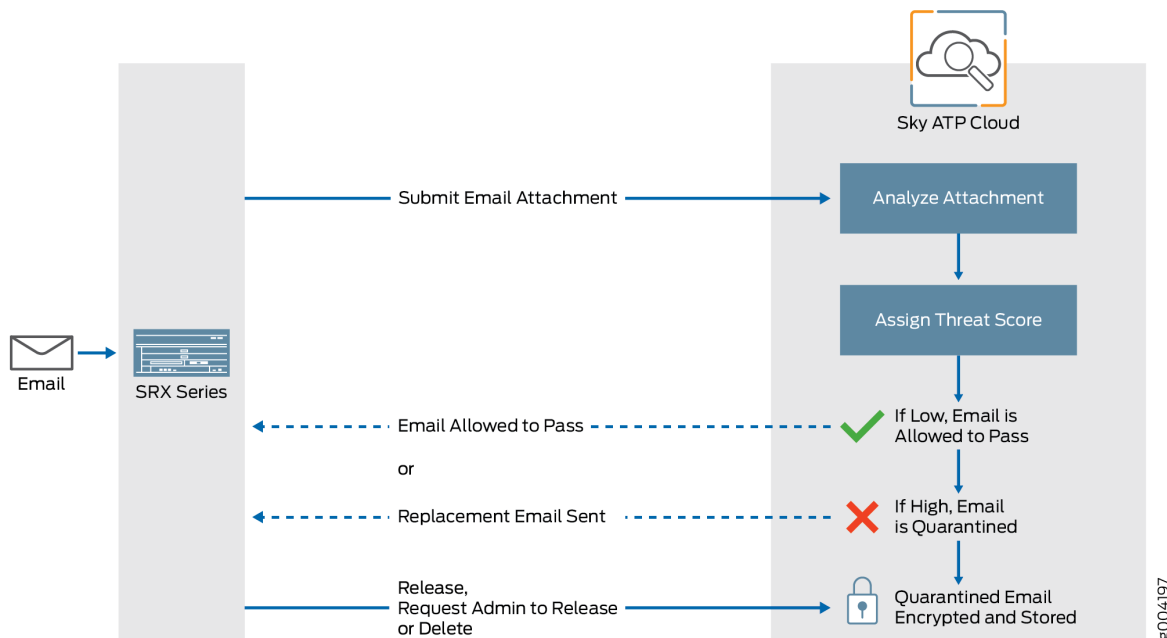 Sky ATP Cloud
Submit Email Attachment
Analyze Attachment
Assign Threat Score
Email
SRX Series
Email Allowed to Pass
If Low, Email is
Allowed to Pass
or
Replacement Email Sent
If High, Email
is Quarantined
Release,
Request Admin to Release
or Delete
Quarantined Email
Encrypted and Stored